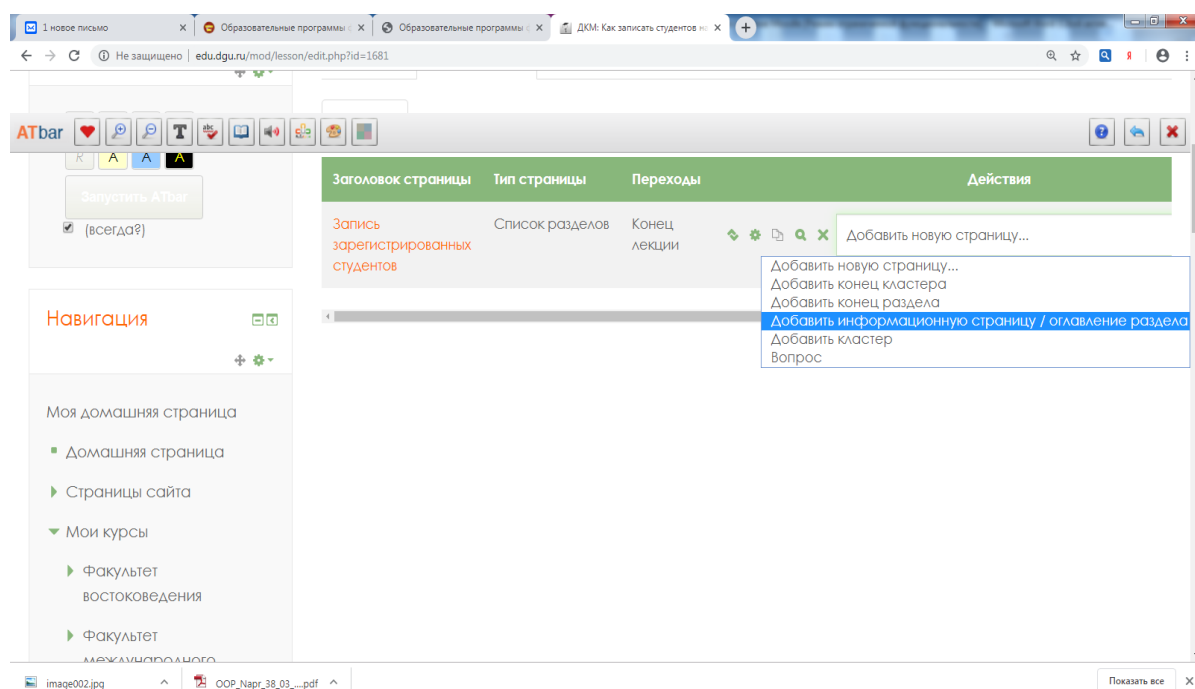 1 новое письмо
Образовательные программы с
Образовательные программы с
ДКМ: Как записать студентов на
Не защищено
edu.dgu.ru/mod/lesson/edit.php?id=1681
ATbar
R A A A
Запустить ATbar
(всегда?)
Заголовок страницы Тип страницы Переходы Действия
Запись Список разделов Конец Добавить новую страницу...
зарегистрированных лекции
студентов
Добавить новую страницу...
Добавить конец кластера
Добавить конец раздела
Добавить информационную страницу / оглавление раздела
Добавить кластер
Вопрос
Навигация
Моя домашняя страница
Домашняя страница
Страницы сайта
Мои курсы
Факультет
востоковедения
Факультет
международного
image002.jpg
OOP_Napr_38_03_....pdf
Показать все